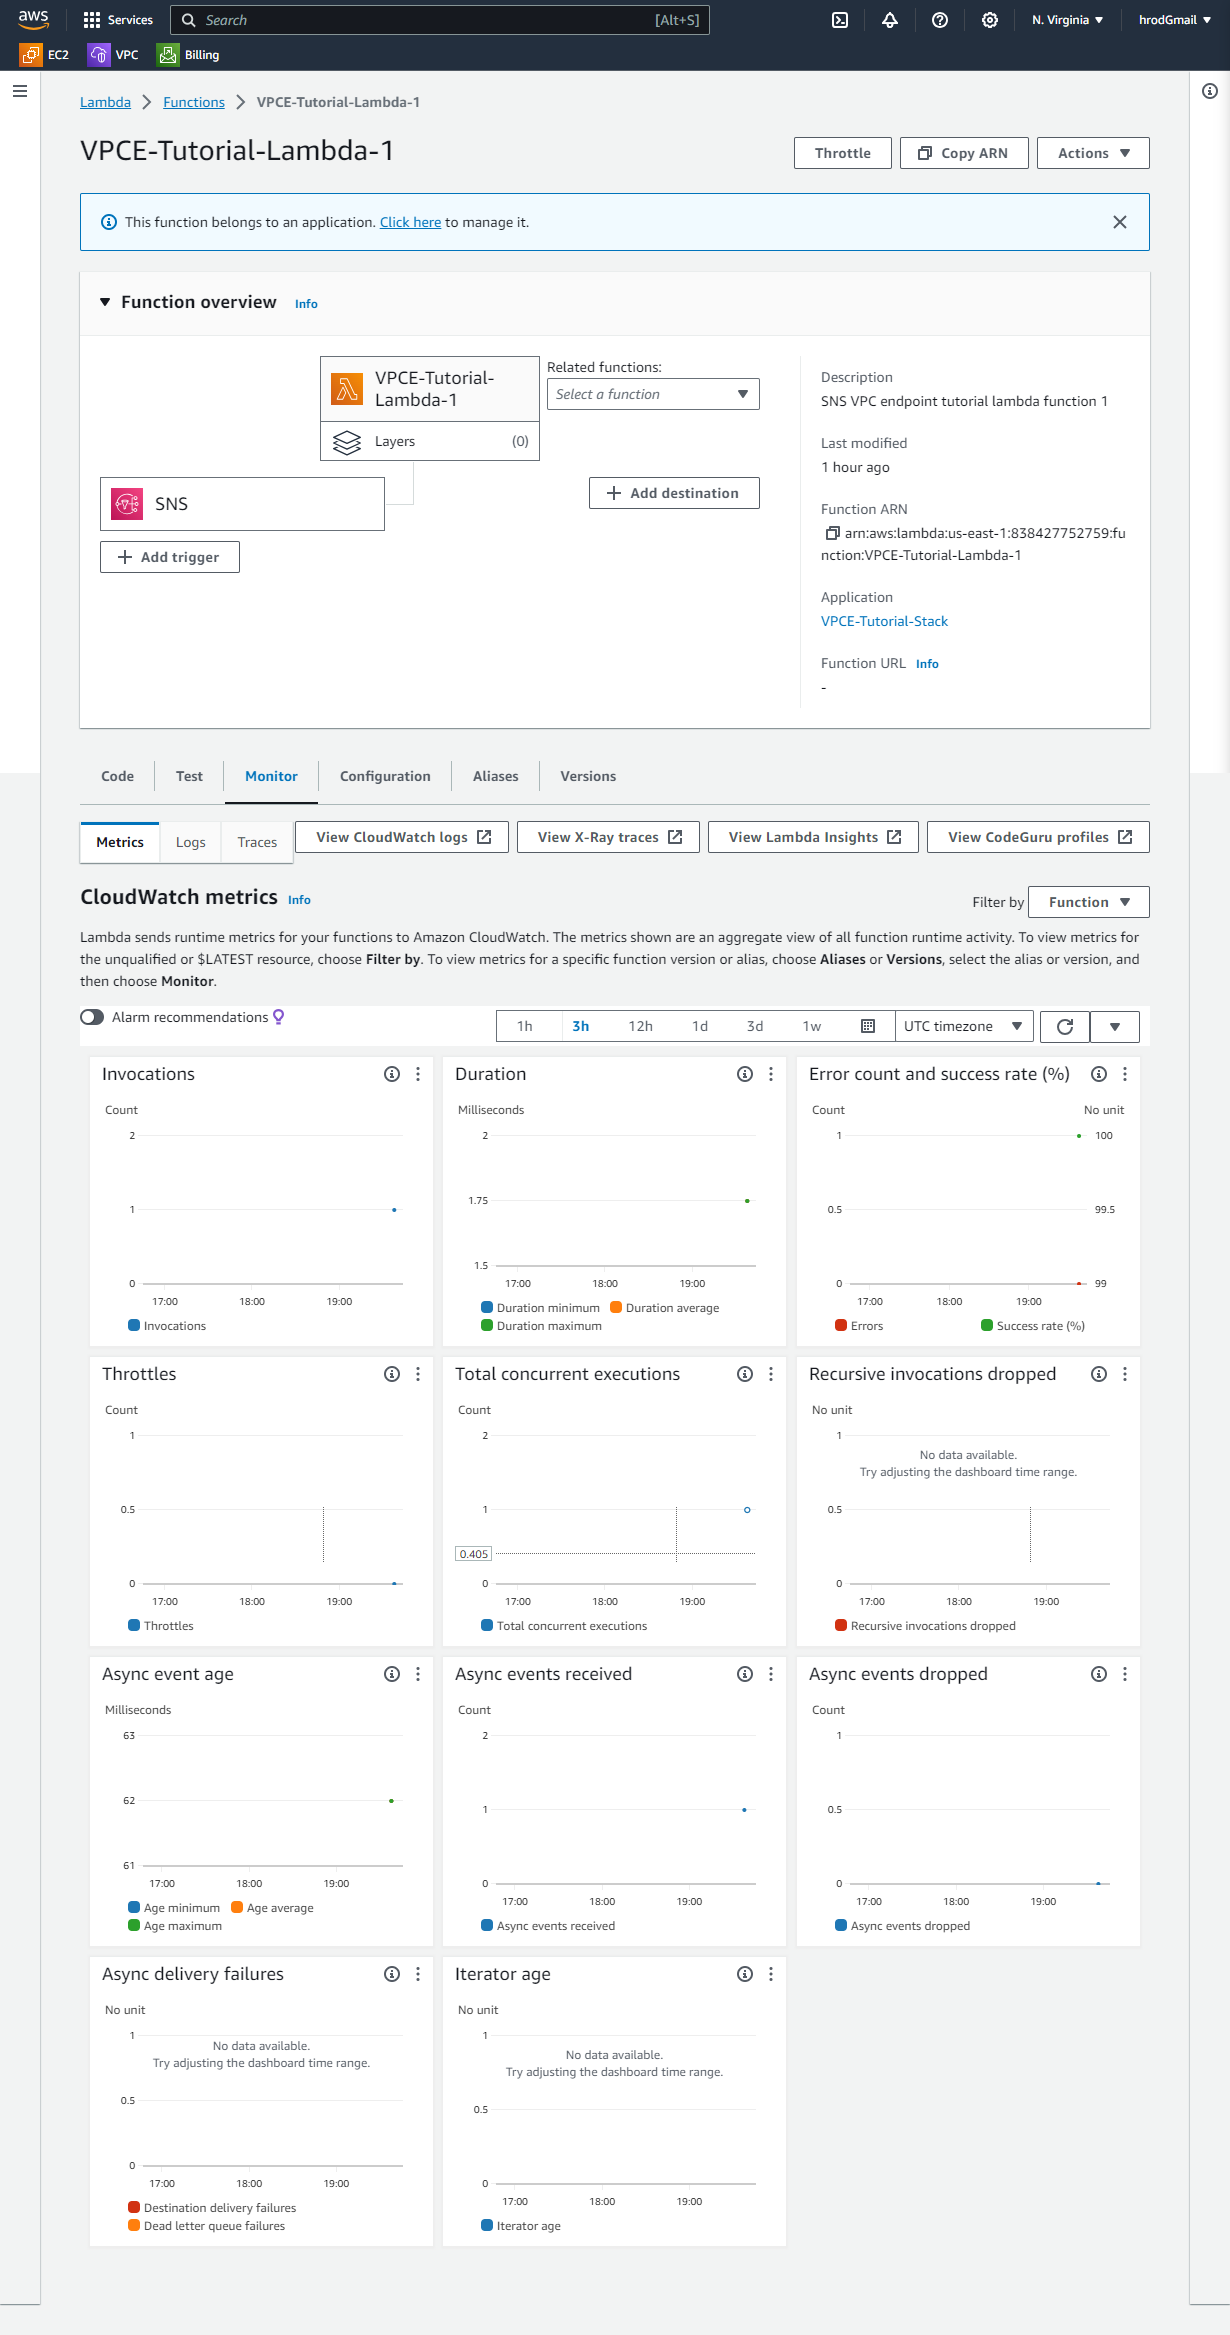 aws
Services
Search
[Alt+S]
N. Virginia
hrodGmail
EC2
VPC
Billing
Lambda
Functions
VPCE-Tutorial-Lambda-1
VPCE-Tutorial-Lambda-1
Throttle
Copy ARN
Actions
This function belongs to an application. Click here to manage it.
Function overview Info
VPCE-Tutorial-
Lambda-1
Layers (0)
SNS
+ Add trigger
Related functions:
Select a function
+ Add destination
Description
SNS VPC endpoint tutorial lambda function 1
Last modified
1 hour ago
Function ARN
arn:aws:lambda:us-east-1:838427752759:fu
nction:VPCE-Tutorial-Lambda-1
Application
VPCE-Tutorial-Stack
Function URL Info
-
Code
Test
Monitor
Configuration
Aliases
Versions
Metrics
Logs
Traces
View CloudWatch logs
View X-Ray traces
View Lambda Insights
View CodeGuru profiles
CloudWatch metrics Info
Filter by
Function
Lambda sends runtime metrics for your functions to Amazon CloudWatch. The metrics shown are an aggregate view of all function runtime activity. To view metrics for
the unqualified or $LATEST resource, choose Filter by. To view metrics for a specific function version or alias, choose Aliases or Versions, select the alias or version, and
then choose Monitor.
Alarm recommendations
1h
3h
12h
1d
3d
1w
UTC timezone
Invocations
Count
2
1
0
17:00 18:00 19:00
Invocations
Duration
Milliseconds
2
1.75
1.5
17:00 18:00 19:00
Duration minimum Duration average
Duration maximum
Error count and success rate (%)
Count No unit
1 100
0.5 99.5
0 99
17:00 18:00 19:00
Errors Success rate (%)
Throttles
Count
1
0.5
0
17:00 18:00 19:00
Throttles
Total concurrent executions
Count
2
1
0.405
0
17:00 18:00 19:00
Total concurrent executions
Recursive invocations dropped
No unit
1
No data available.
Try adjusting the dashboard time range.
0.5
0
17:00 18:00 19:00
Recursive invocations dropped
Async event age
Milliseconds
63
62
61
17:00 18:00 19:00
Age minimum Age average
Age maximum
Async events received
Count
2
1
0
17:00 18:00 19:00
Async events received
Async events dropped
Count
1
0.5
0
17:00 18:00 19:00
Async events dropped
Async delivery failures
No unit
1
No data available.
Try adjusting the dashboard time range.
0.5
0
17:00 18:00 19:00
Destination delivery failures
Dead letter queue failures
Iterator age
No unit
1
No data available.
Try adjusting the dashboard time range.
0.5
0
17:00 18:00 19:00
Iterator age